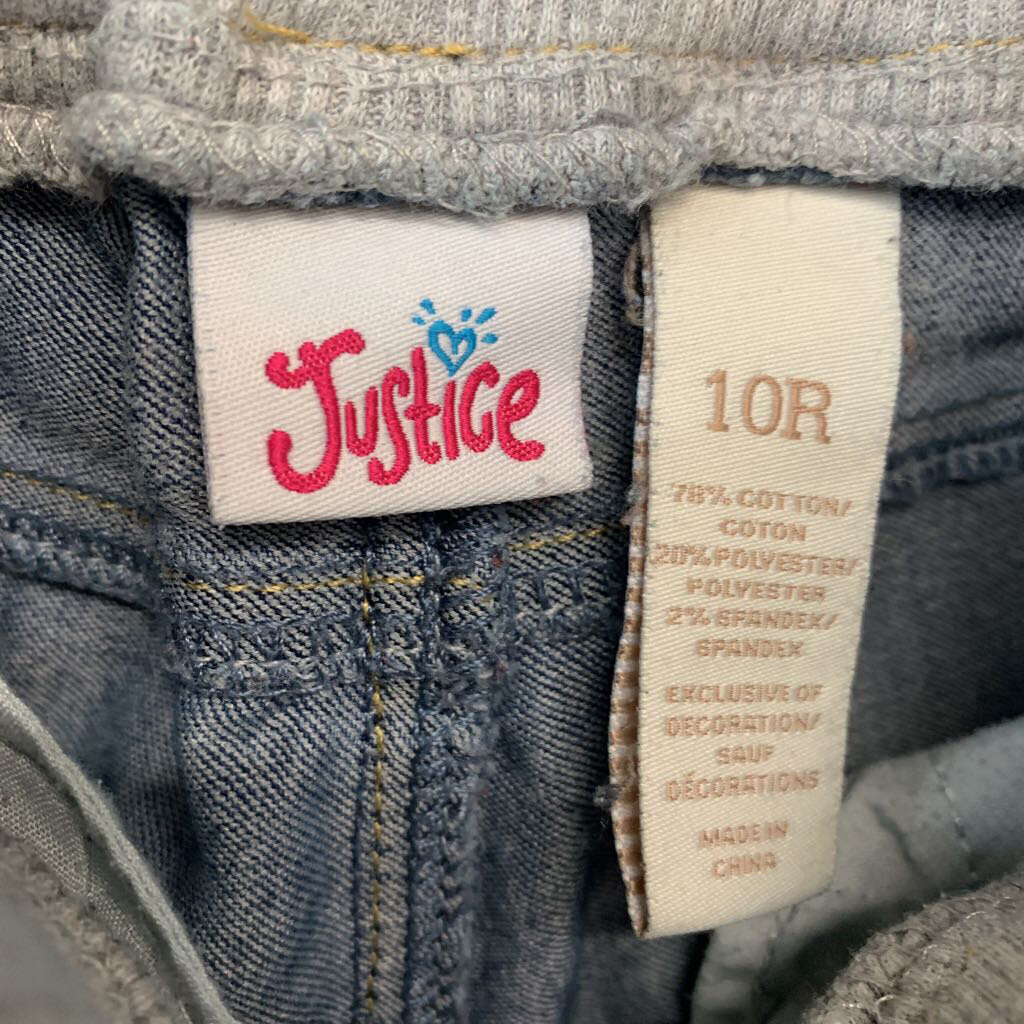 Justice
10R
78% COTTON/
COTON
20% POLYESTER/
POLYESTER
2% SPANDEX/
SPANDEX
EXCLUSIVE OF
DECORATION/
SAUF
DÉCORATIONS
MADE IN
CHINA